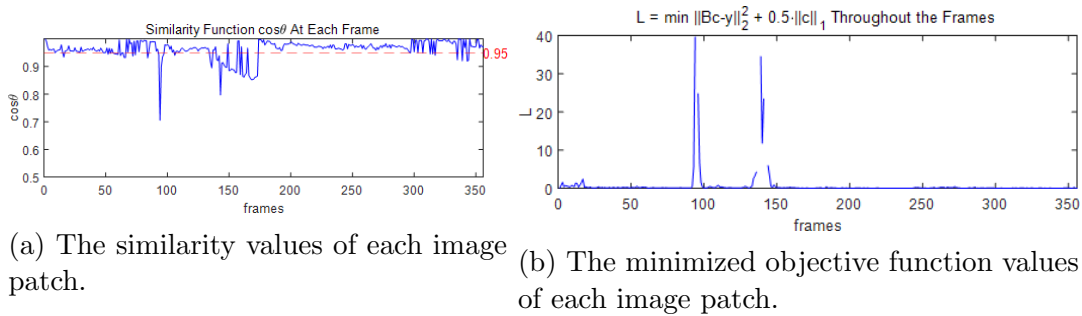 Similarity Function cosθ At Each Frame
0.9
0.8
0.7
0.6
0.5
cosθ
0.95
0 50 100 150 200 250 300 350
frames
(a) The similarity values of each image
patch.
L = min ||Bc-y||₂² + 0.5·||c||₁ Throughout the Frames
40
30
20
10
0
L
0 50 100 150 200 250 300 350
frames
(b) The minimized objective function values
of each image patch.